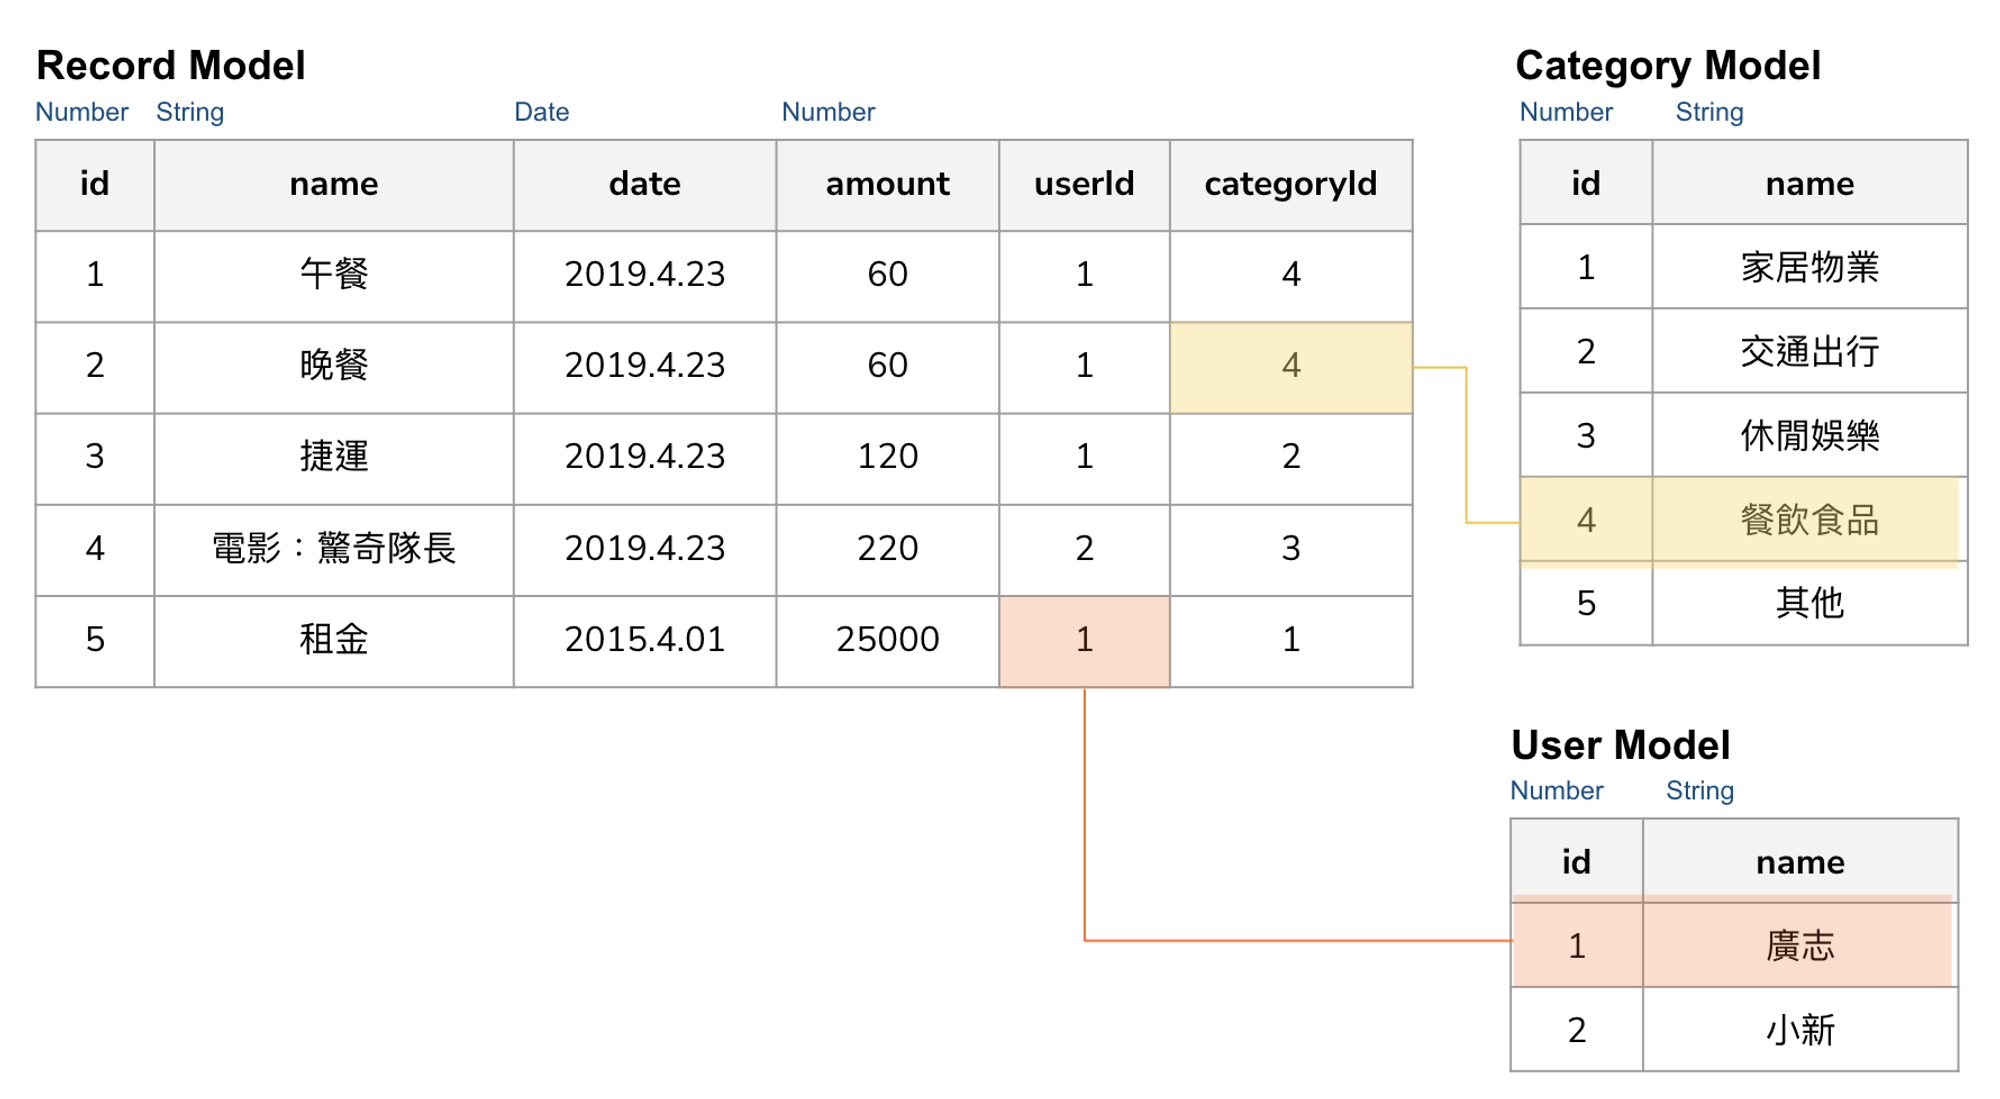 Record Model
Number String Date Number
id name date amount userId categoryId
1 午餐 2019.4.23 60 1 4
2 晚餐 2019.4.23 60 1 4
3 捷運 2019.4.23 120 1 2
4 電影：驚奇隊長 2019.4.23 220 2 3
5 租金 2015.4.01 25000 1 1
Category Model
Number String
id name
1 家居物業
2 交通出行
3 休閒娛樂
4 餐飲食品
5 其他
User Model
Number String
id name
1 廣志
2 小新